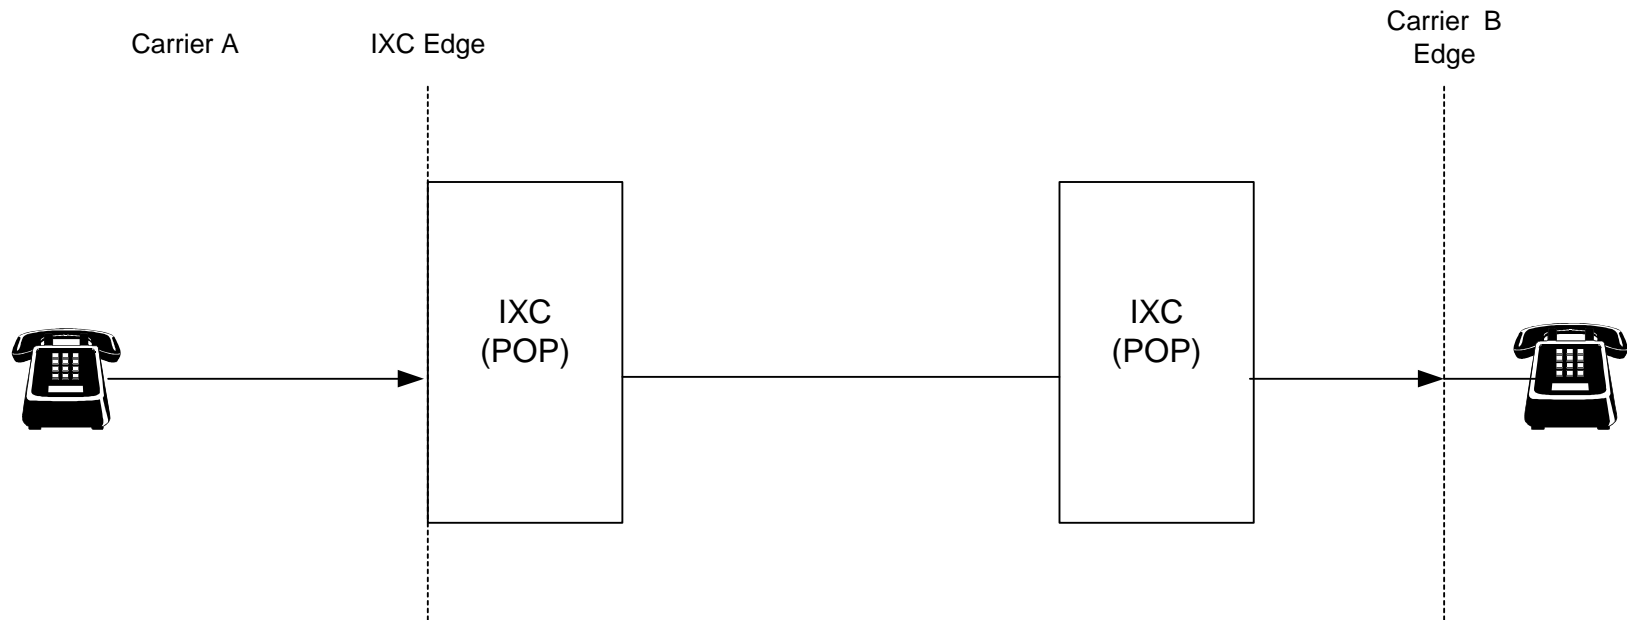 Carrier A
IXC Edge
Carrier B
Edge
IXC
(POP)
IXC
(POP)